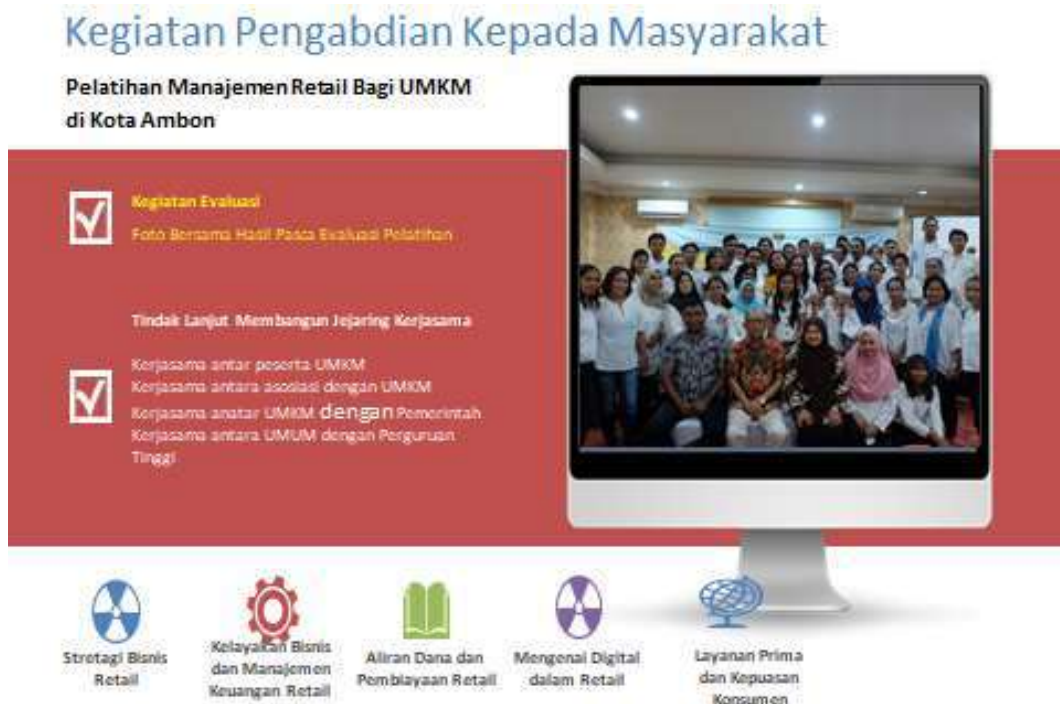 Kegiatan Pengabdian Kepada Masyarakat
Pelatihan Manajemen Retail Bagi UMKM
di Kota Ambon
Kegiatan Evaluasi
Foto Bersama Hasil Pasca Evaluasi Pelatihan
Tindak Lanjut Membangun Jejaring Kerjasama
Kerjasama antar peserta UMKM
Kerjasama antara asosiasi dengan UMKM
Kerjasama anatar UMKM dengan Pemerintah
Kerjasama antara UMUM dengan Perguruan
Tinggi
Stretagi Bisnis
Retail
Kelayakan Bisnis
dan Manajemen
Keuangan Retail
Aliran Dana dan
Pembiayaan Retail
Mengenai Digital
dalam Retail
Layanan Prima
dan Kepuasan
Konsumen